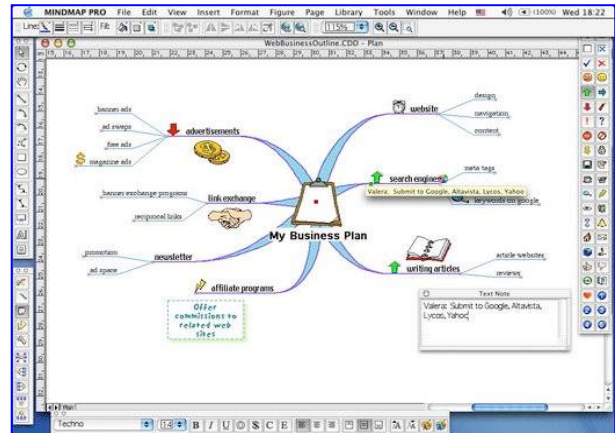 MINDMAP PRO File Edit View Insert Format Figure Page Library Tools Window Help (100%) Wed 18:22
Line: Fill: 115%
WebBusinessOutline.CDD - Plan
banner ads
ad swaps
free ads
magazine ads
advertisements
website
design
navigation
content
search engines
meta tags
keywords on google
Valera: Submit to Google, Altavista, Lycos, Yahoo
banner exchange programs
reciprocal links
link exchange
My Business Plan
promotion
ad space
newsletter
writing articles
article websites
reviews
affiliate programs
Offer
commissions to
related web
sites
Text Note
Valera: Submit to Google, Altavista,
Lycos, Yahoo
Techno 14 B I U O S C E